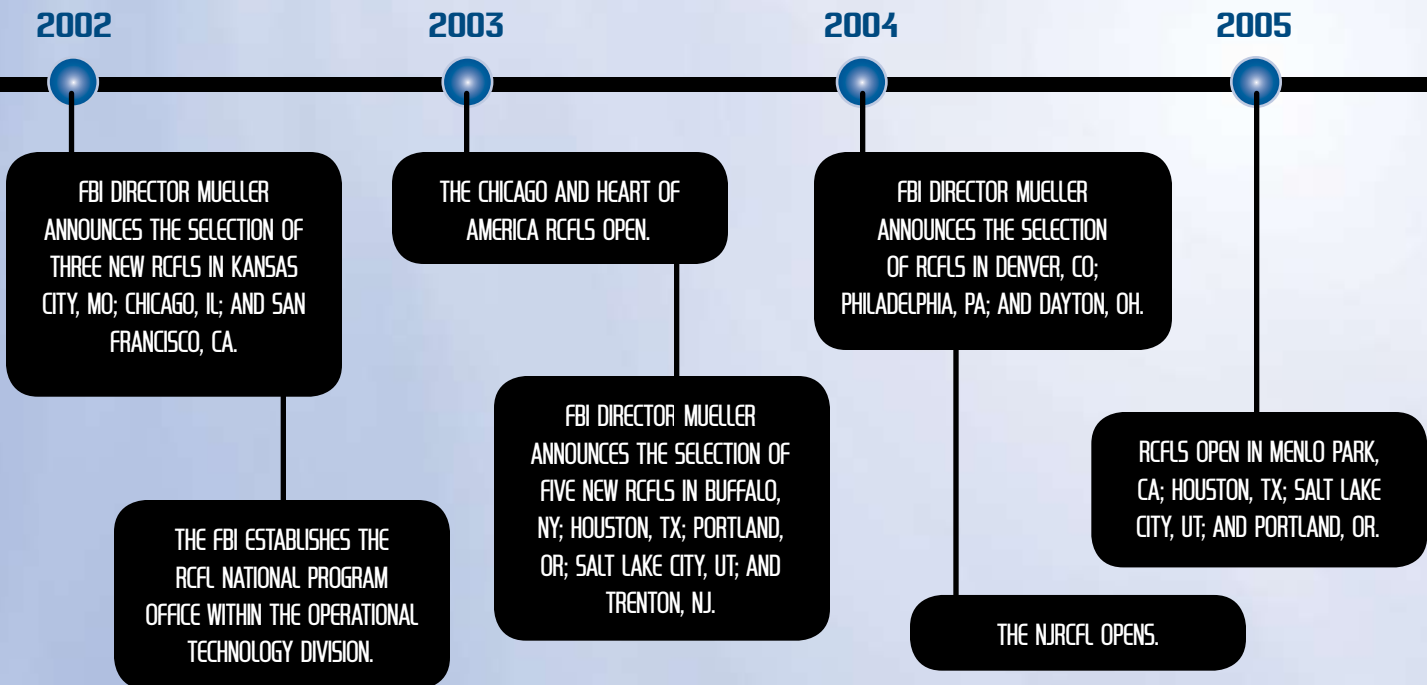 2002
2003
2004
2005
FBI DIRECTOR MUELLER
ANNOUNCES THE SELECTION OF
THREE NEW RCFLS IN KANSAS
CITY, MO; CHICAGO, IL; AND SAN
FRANCISCO, CA.
THE FBI ESTABLISHES THE
RCFL NATIONAL PROGRAM
OFFICE WITHIN THE OPERATIONAL
TECHNOLOGY DIVISION.
THE CHICAGO AND HEART OF
AMERICA RCFLS OPEN.
FBI DIRECTOR MUELLER
ANNOUNCES THE SELECTION OF
FIVE NEW RCFLS IN BUFFALO,
NY; HOUSTON, TX; PORTLAND,
OR; SALT LAKE CITY, UT; AND
TRENTON, NJ.
FBI DIRECTOR MUELLER
ANNOUNCES THE SELECTION
OF RCFLS IN DENVER, CO;
PHILADELPHIA, PA; AND DAYTON, OH.
THE NJRCFL OPENS.
RCFLS OPEN IN MENLO PARK,
CA; HOUSTON, TX; SALT LAKE
CITY, UT; AND PORTLAND, OR.